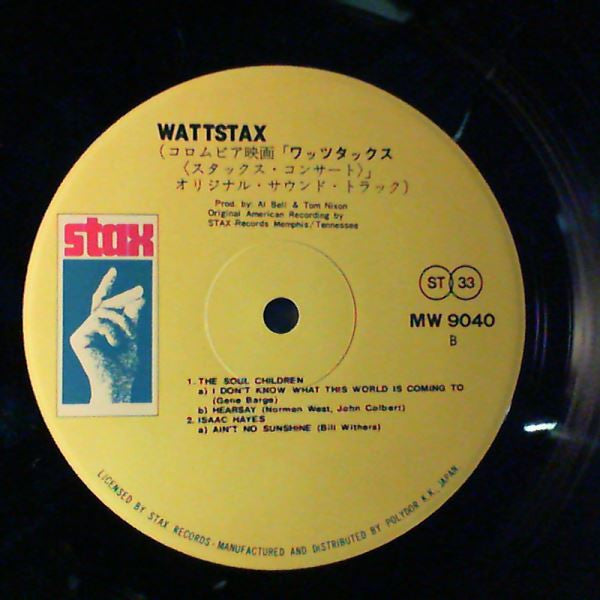 WATTSTAX
(コロムビア映画「ワッツタックス
〈スタックス・コンサート〉」
オリジナル・サウンド・トラック)
Prod. by: Al Bell & Tom Nixon
Original American Recording by
STAX-Records Memphis/Tennessee
stax
ST 33
MW 9040
B
1. THE SOUL CHILDREN
a) I DON'T KNOW WHAT THIS WORLD IS COMING TO
(Gene Barge)
b) HEARSAY (Norman West, John Colbert)
2. ISAAC HAYES
a) AIN'T NO SUNSHINE (Bill Withers)
LICENSED BY STAX RECORDS · MANUFACTURED AND DISTRIBUTED BY POLYDOR K.K. JAPAN